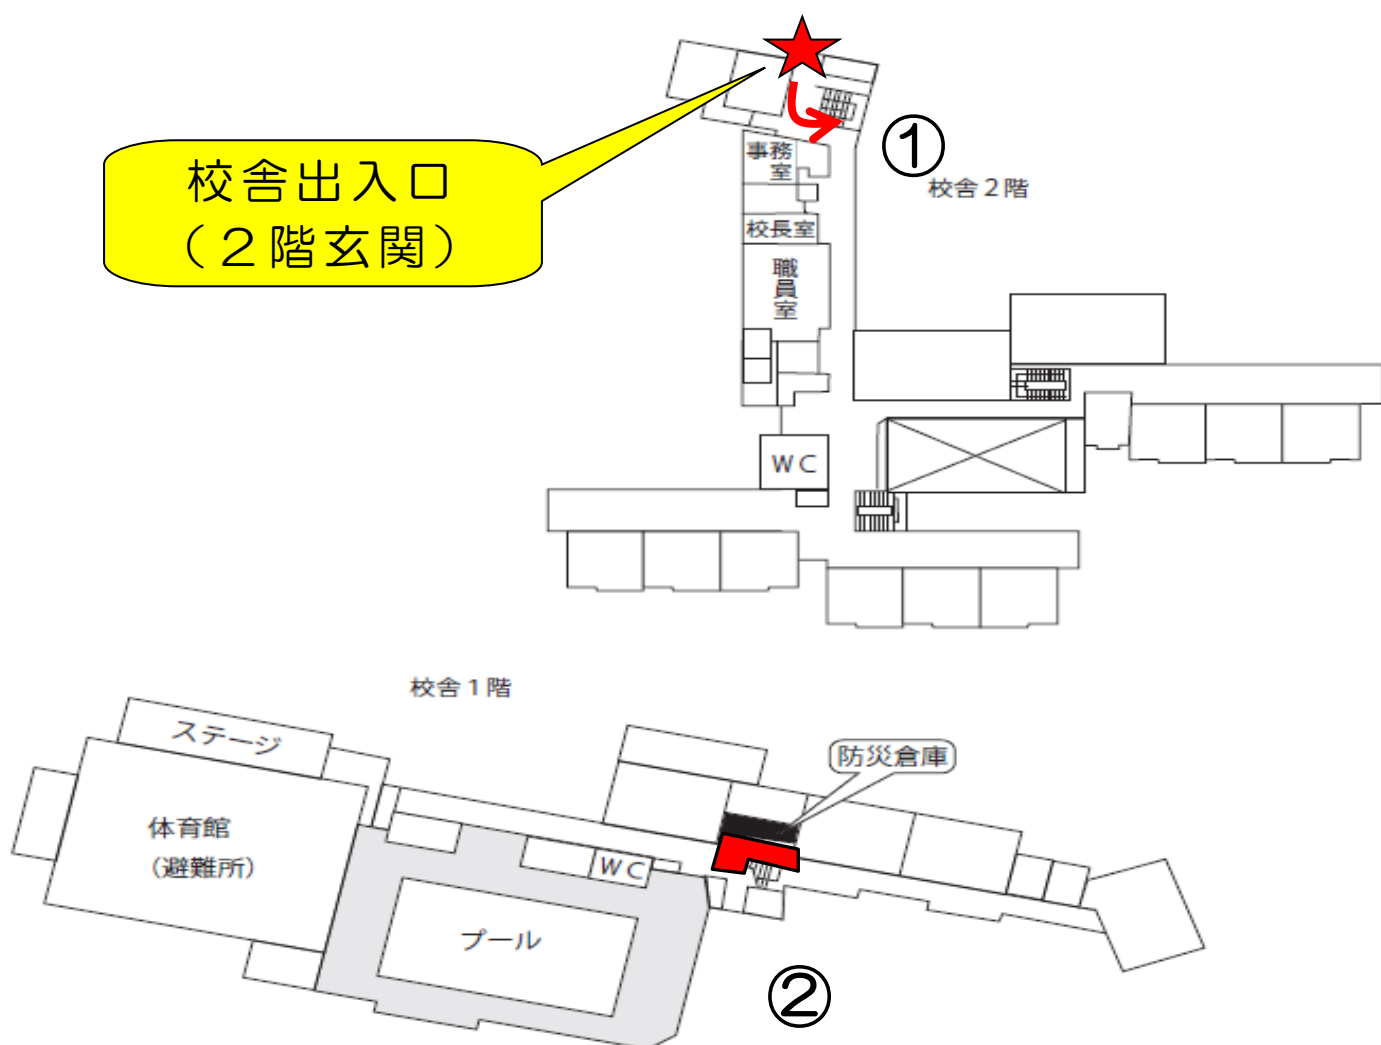 校舎出入口
（２階玄関）
①
校舎２階
事務
室
校長室
職
員
室
ＷＣ
校舎１階
ステージ
防災倉庫
体育館
（避難所）
ＷＣ
プール
②